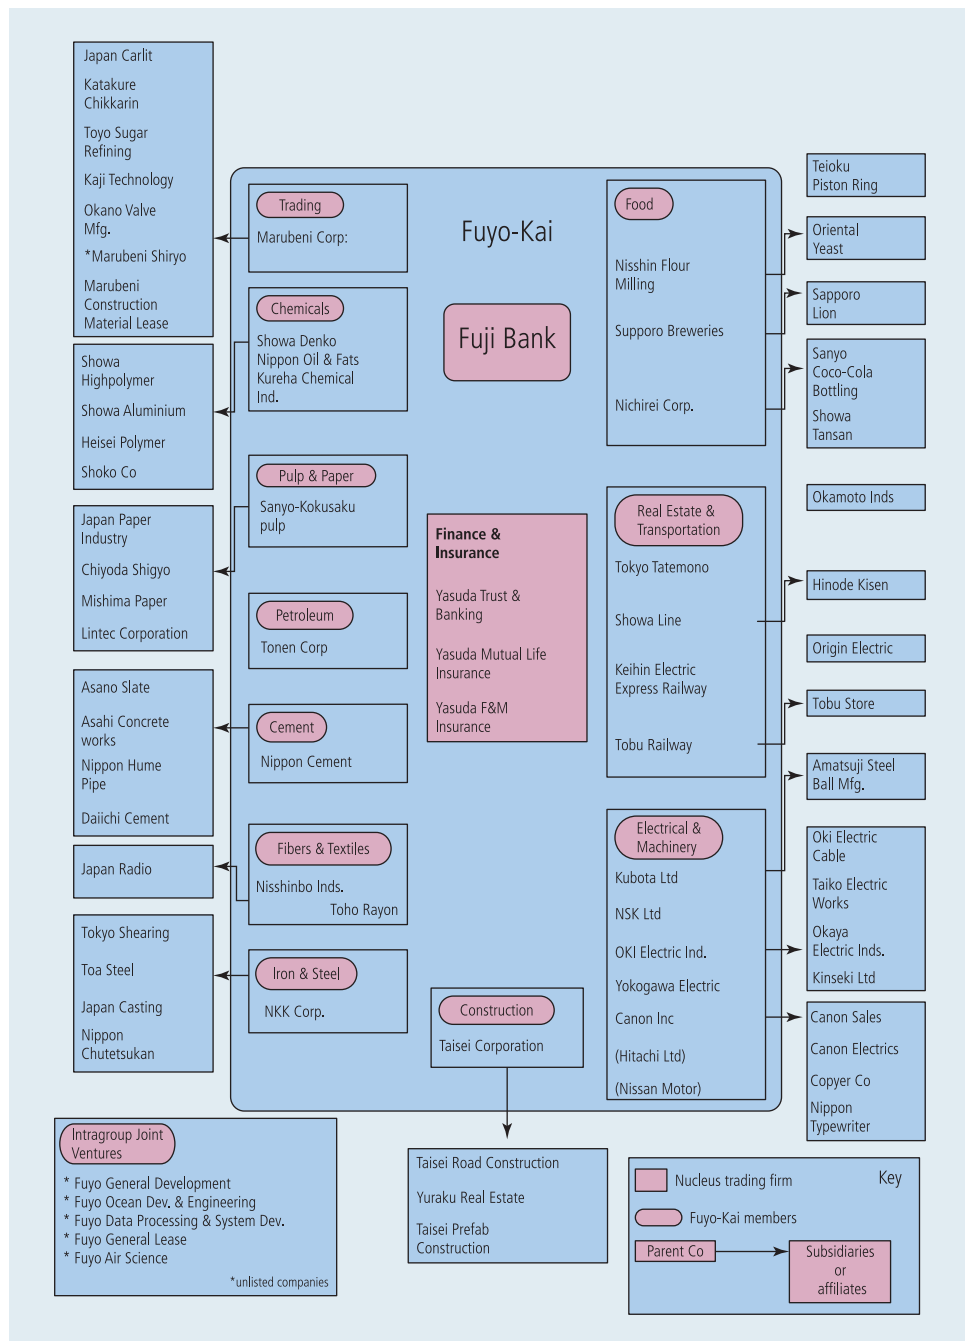 Japan Carlit
Katakure
Chikkarin
Toyo Sugar
Refining
Kaji Technology
Okano Valve
Mfg.
*Marubeni Shiryo
Marubeni
Construction
Material Lease
Showa
Highpolymer
Showa Aluminium
Heisei Polymer
Shoko Co
Japan Paper
Industry
Chiyoda Shigyo
Mishima Paper
Lintec Corporation
Asano Slate
Asahi Concrete
works
Nippon Hume
Pipe
Daiichi Cement
Japan Radio
Tokyo Shearing
Toa Steel
Japan Casting
Nippon
Chutetsukan
Trading
Marubeni Corp:
Chemicals
Showa Denko
Nippon Oil & Fats
Kureha Chemical
Ind.
Pulp & Paper
Sanyo-Kokusaku
pulp
Petroleum
Tonen Corp
Cement
Nippon Cement
Fibers & Textiles
Nisshinbo Inds.
Toho Rayon
Iron & Steel
NKK Corp.
Fuyo-Kai
Fuji Bank
Finance &
Insurance
Yasuda Trust &
Banking
Yasuda Mutual Life
Insurance
Yasuda F&M
Insurance
Construction
Taisei Corporation
Food
Nisshin Flour
Milling
Supporo Breweries
Nichirei Corp.
Real Estate &
Transportation
Tokyo Tatemono
Showa Line
Keihin Electric
Express Railway
Tobu Railway
Electrical &
Machinery
Kubota Ltd
NSK Ltd
OKl Electric Ind.
Yokogawa Electric
Canon Inc
(Hitachi Ltd)
(Nissan Motor)
Teioku
Piston Ring
Oriental
Yeast
Sapporo
Lion
Sanyo
Coco-Cola
Bottling
Showa
Tansan
Okamoto Inds
Hinode Kisen
Origin Electric
Tobu Store
Amatsuji Steel
Ball Mfg.
Oki Electric
Cable
Taiko Electric
Works
Okaya
Electric Inds.
Kinseki Ltd
Canon Sales
Canon Electrics
Copyer Co
Nippon
Typewriter
Intragroup Joint
Ventures
* Fuyo General Development
* Fuyo Ocean Dev. & Engineering
* Fuyo Data Processing & System Dev.
* Fuyo General Lease
* Fuyo Air Science
*unlisted companies
Taisei Road Construction
Yuraku Real Estate
Taisei Prefab
Construction
Key
Nucleus trading firm
Fuyo-Kai members
Parent Co
Subsidiaries
or
affiliates